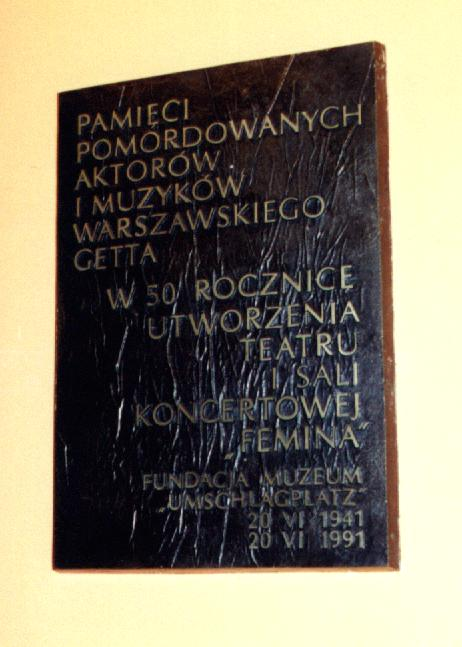 PAMIĘCI
POMORDOWANYCH
AKTORÓW
I MUZYKÓW
WARSZAWSKIEGO
GETTA
W 50 ROCZNICĘ
UTWORZENIA
TEATRU
I SALI
KONCERTOWEJ
„FEMINA"
FUNDACJA MUZEUM
„UMSCHLAGPLATZ"
20 VI 1941
20 VI 1991